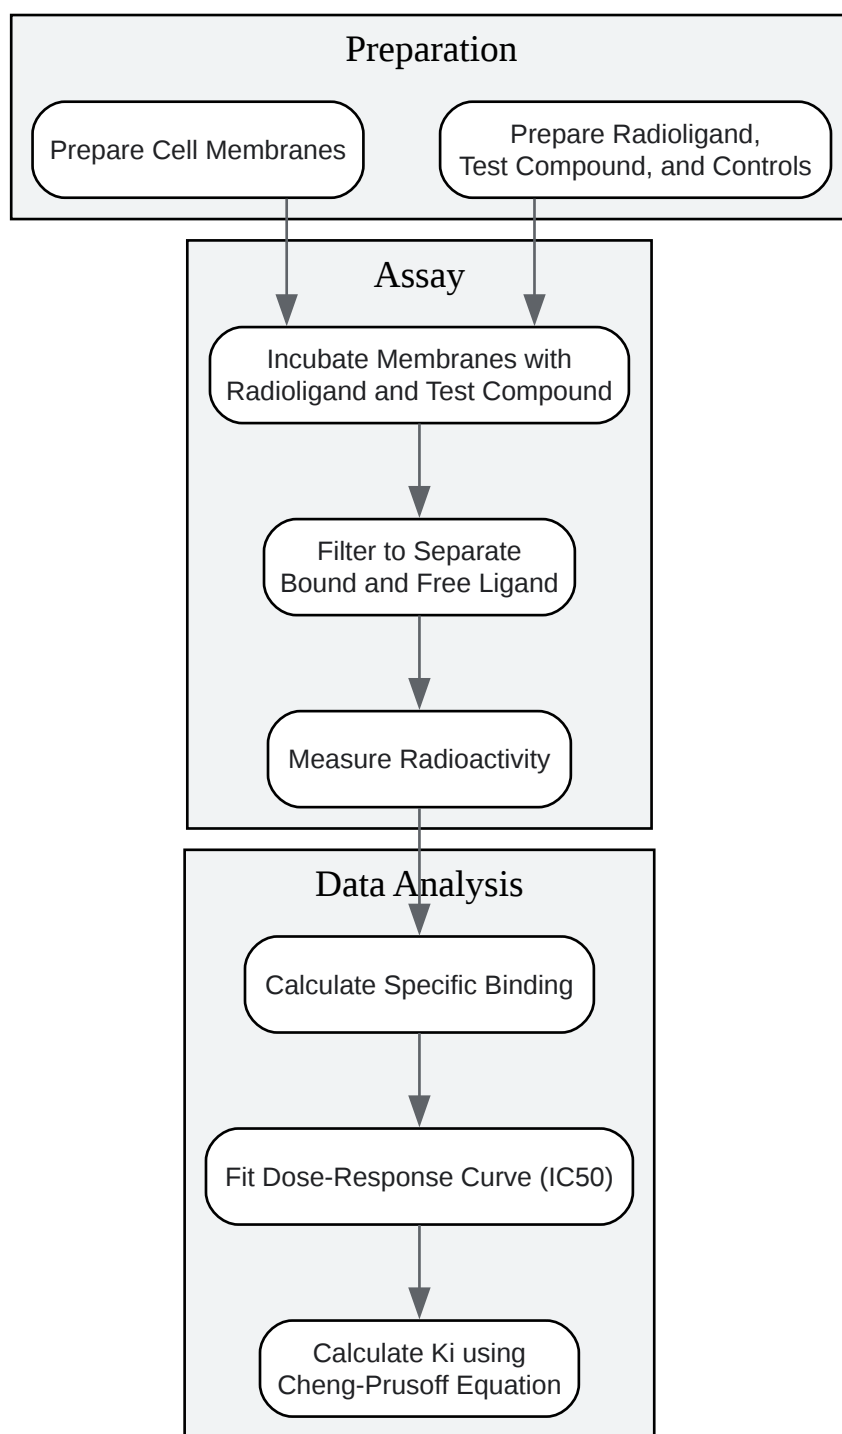 Preparation
Prepare Cell Membranes
Prepare Radioligand,
Test Compound, and Controls
Assay
Incubate Membranes with
Radioligand and Test Compound
Filter to Separate
Bound and Free Ligand
Measure Radioactivity
Data Analysis
Calculate Specific Binding
Fit Dose-Response Curve (IC50)
Calculate Ki using
Cheng-Prusoff Equation